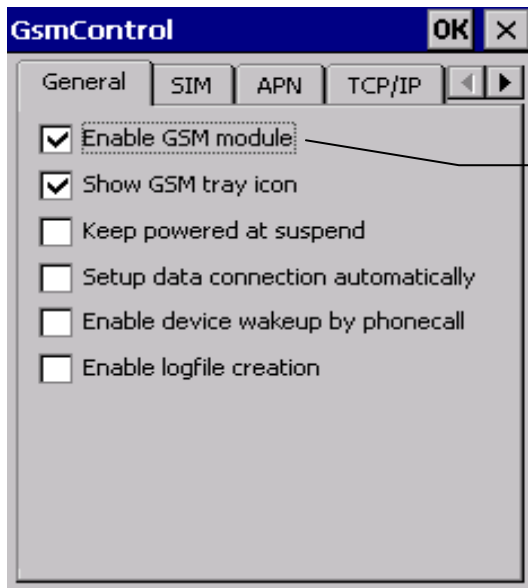 GsmControl OK
General SIM APN TCP/IP
Enable GSM module
Show GSM tray icon
Keep powered at suspend
Setup data connection automatically
Enable device wakeup by phonecall
Enable logfile creation